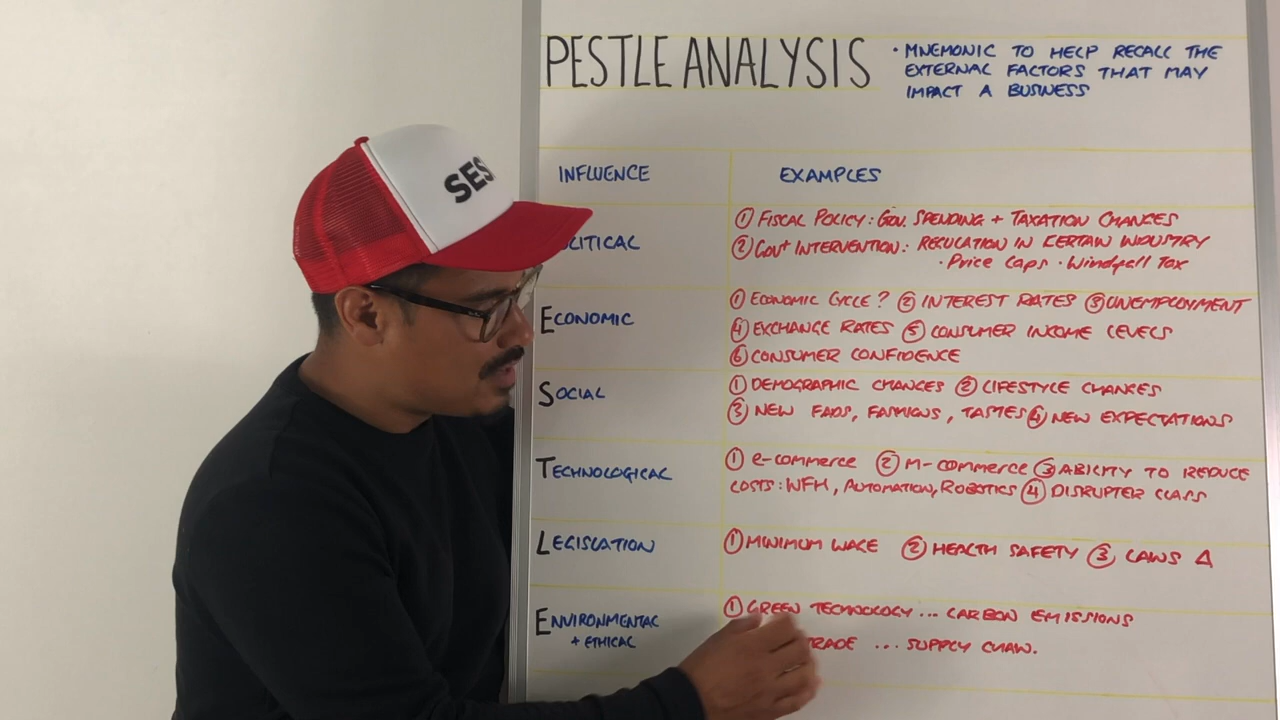 PESTLE ANALYSIS
• MNEMONIC TO HELP RECALL THE
EXTERNAL FACTORS THAT MAY
IMPACT A BUSINESS
SES
INFLUENCE EXAMPLES
LITICAL
① FISCAL POLICY: GOV. SPENDING + TAXATION CHANGES
② GOVT INTERVENTION: REGULATION IN CERTAIN INDUSTRY
• Price Caps • Windfall Tax
ECONOMIC
① ECONOMIC CYCLE? ② INTEREST RATES ③ UNEMPLOYMENT
④ EXCHANGE RATES ⑤ CONSUMER INCOME LEVELS
⑥ CONSUMER CONFIDENCE
SOCIAL
① DEMOGRAPHIC CHANGES ② LIFESTYLE CHANGES
③ NEW FADS, FASHIONS, TASTES ④ NEW EXPECTATIONS
TECHNOLOGICAL
① e-commerce ② M-commerce ③ ABILITY TO REDUCE
COSTS: WFH, AUTOMATION, ROBOTICS ④ DISRUPTER CLASS
LEGISLATION
① MINIMUM WAGE ② HEALTH SAFETY ③ LAWS Δ
ENVIRONMENTAL
+ ETHICAL
① GREEN TECHNOLOGY ... CARBON EMISSIONS
TRADE ... SUPPLY CHAIN.